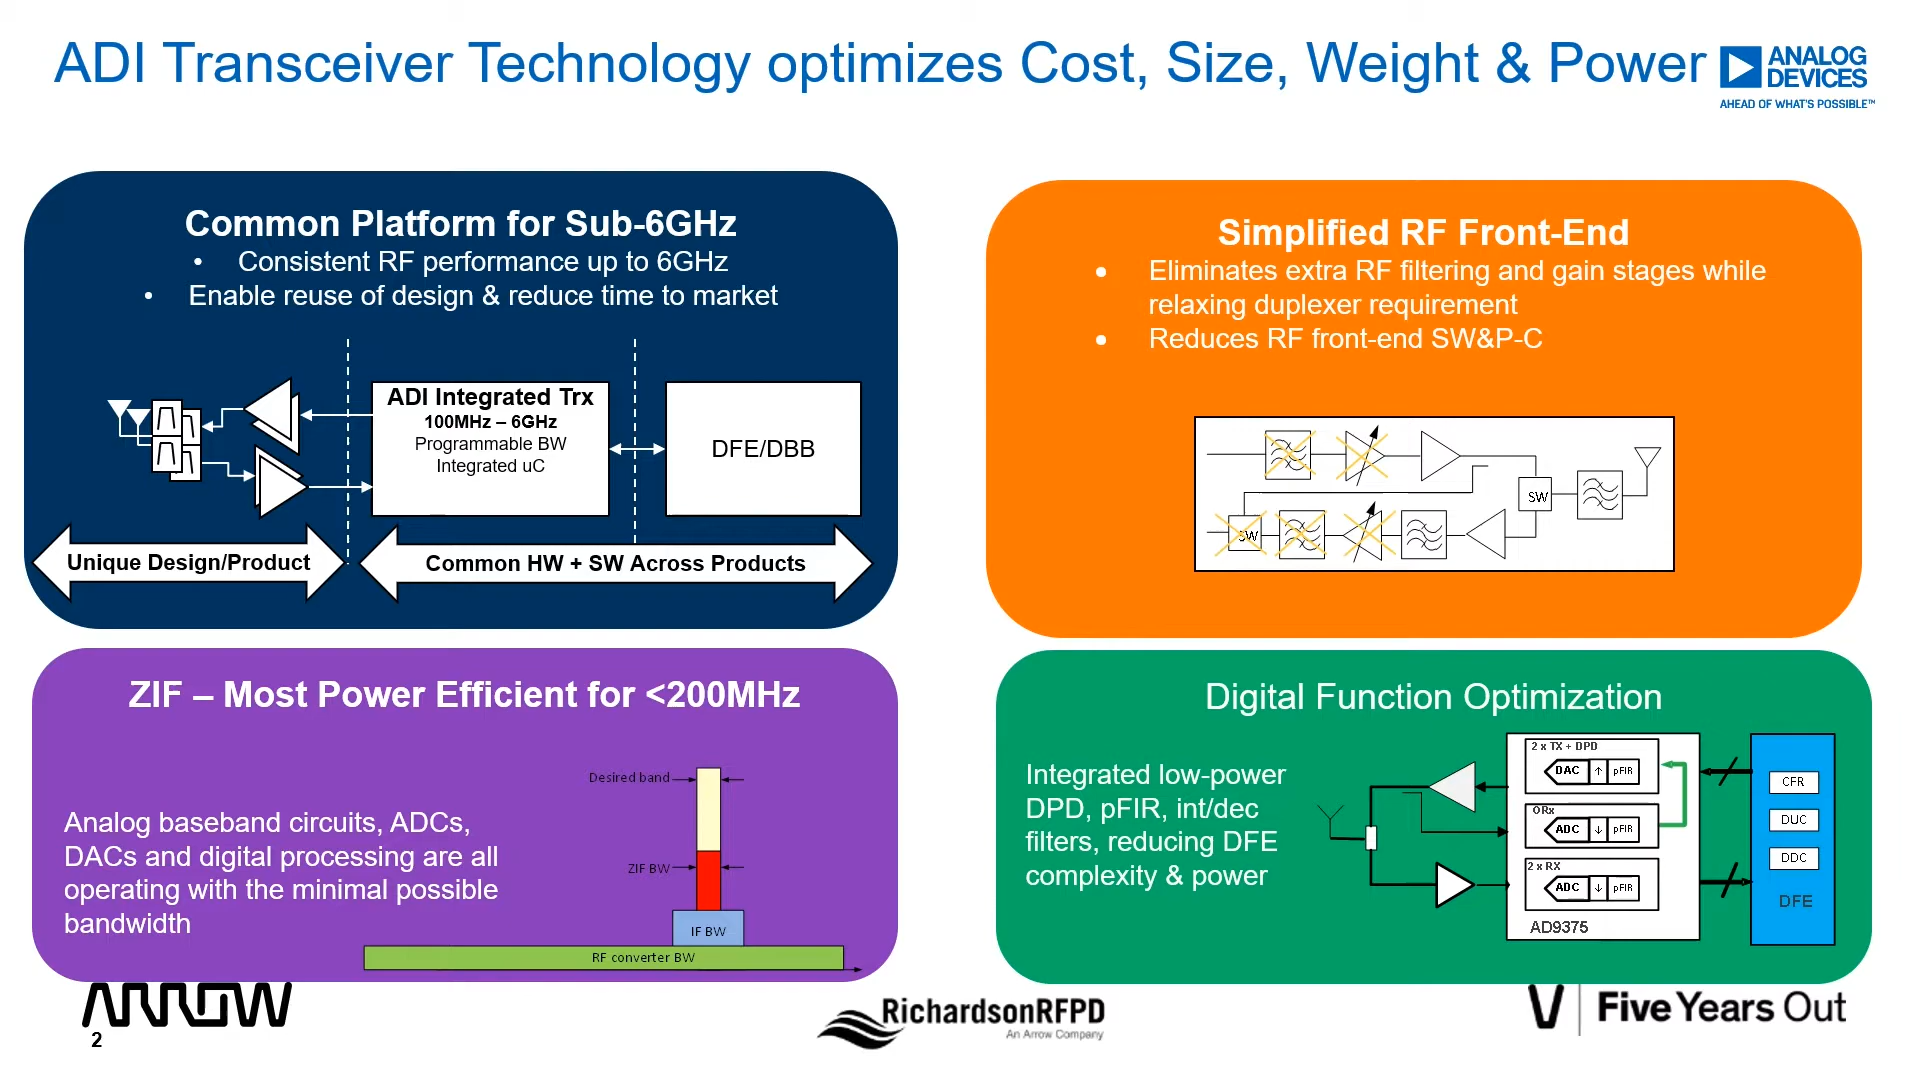 ADI Transceiver Technology optimizes Cost, Size, Weight & Power
ANALOG
DEVICES
AHEAD OF WHAT'S POSSIBLE™
Common Platform for Sub-6GHz
• Consistent RF performance up to 6GHz
• Enable reuse of design & reduce time to market
ADI Integrated Trx
100MHz – 6GHz
Programmable BW
Integrated uC
DFE/DBB
Unique Design/Product
Common HW + SW Across Products
Simplified RF Front-End
• Eliminates extra RF filtering and gain stages while
relaxing duplexer requirement
• Reduces RF front-end SW&P-C
SW
SW
ZIF – Most Power Efficient for <200MHz
Analog baseband circuits, ADCs,
DACs and digital processing are all
operating with the minimal possible
bandwidth
Desired band
ZIF BW
IF BW
RF converter BW
Digital Function Optimization
Integrated low-power
DPD, pFIR, int/dec
filters, reducing DFE
complexity & power
2 x TX + DPD
DAC ↑ pFIR
ORx
ADC ↓ pFIR
2 x RX
ADC ↓ pFIR
AD9375
CFR
DUC
DDC
DFE
ARROW
2
RichardsonRFPD
An Arrow Company
Five Years Out